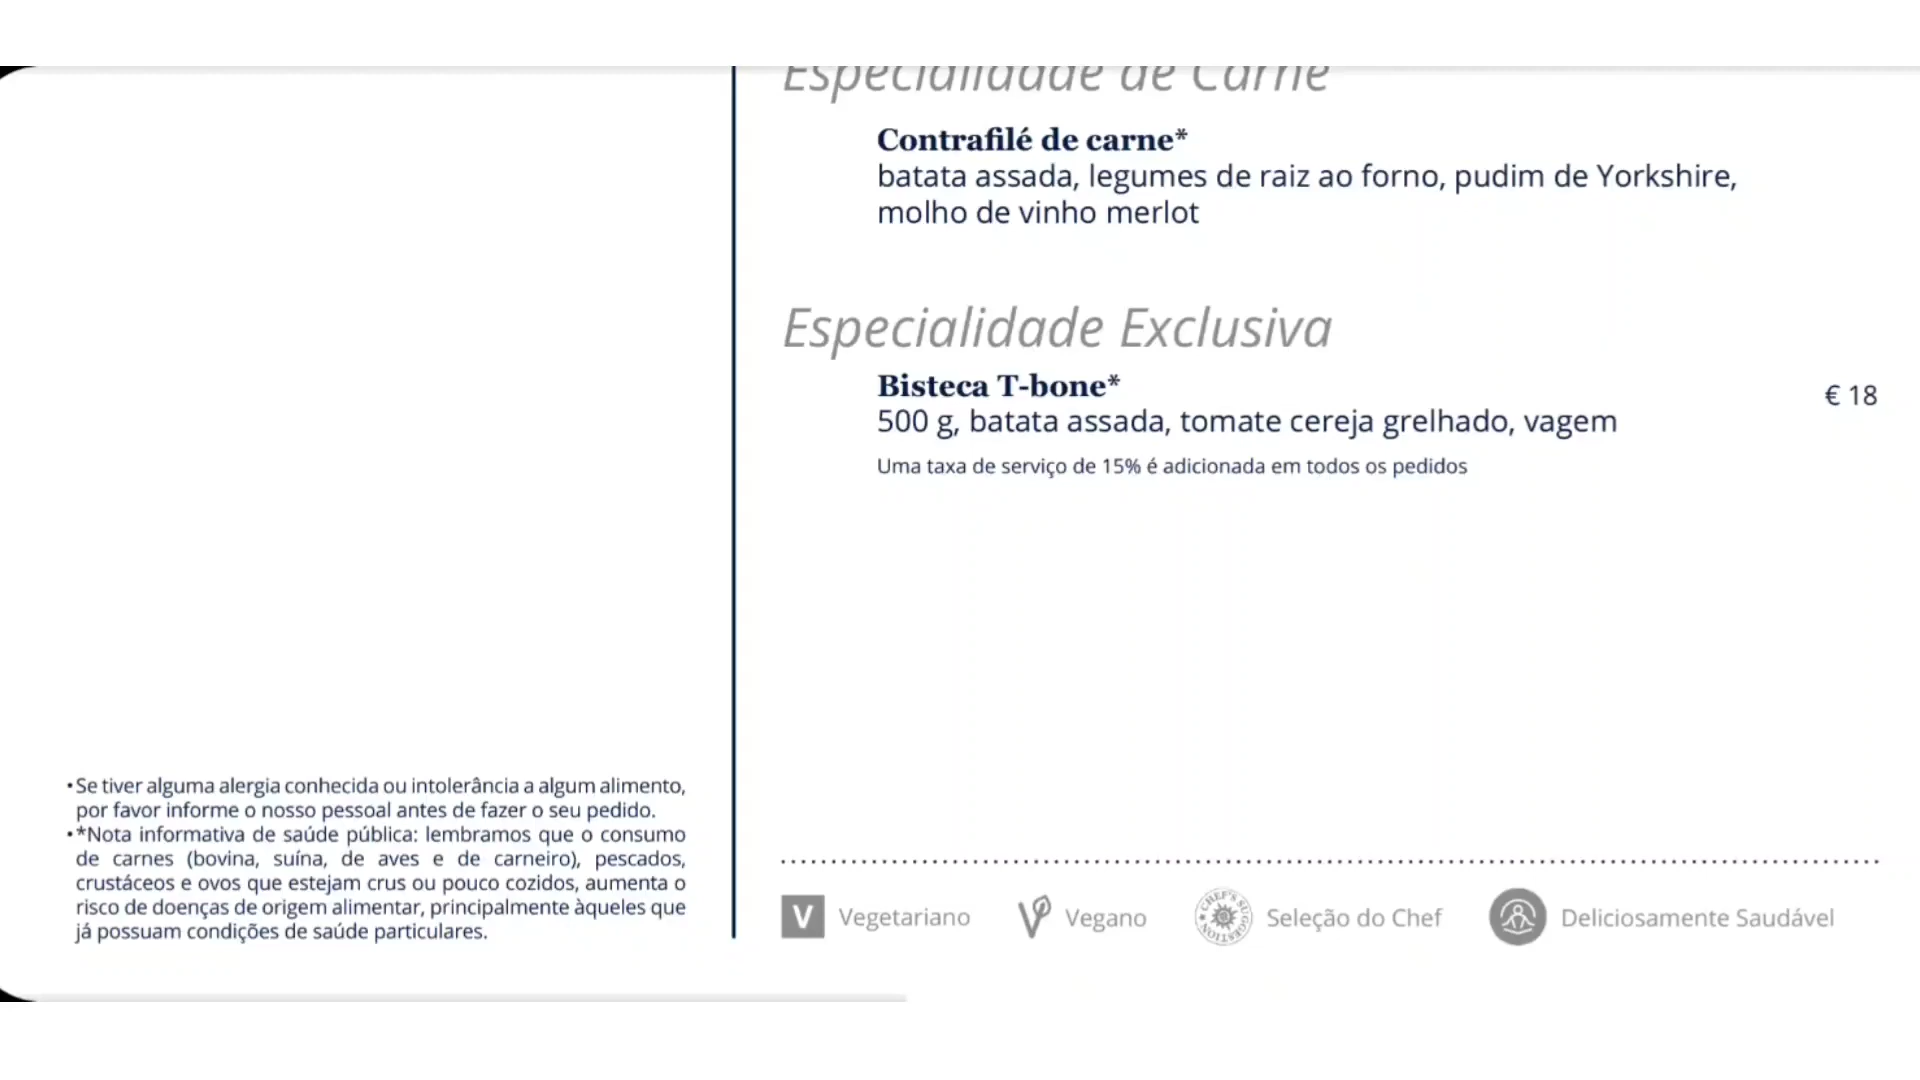 Especialidade de Carne
Contrafilé de carne*
batata assada, legumes de raiz ao forno, pudim de Yorkshire,
molho de vinho merlot
Especialidade Exclusiva
Bisteca T-bone*
€ 18
500 g, batata assada, tomate cereja grelhado, vagem
Uma taxa de serviço de 15% é adicionada em todos os pedidos
•Se tiver alguma alergia conhecida ou intolerância a algum alimento,
por favor informe o nosso pessoal antes de fazer o seu pedido.
•*Nota informativa de saúde pública: lembramos que o consumo
de carnes (bovina, suína, de aves e de carneiro), pescados,
crustáceos e ovos que estejam crus ou pouco cozidos, aumenta o
risco de doenças de origem alimentar, principalmente àqueles que
já possuam condições de saúde particulares.
V Vegetariano
V Vegano
CHEF'S SUGGESTION Seleção do Chef
Deliciosamente Saudável